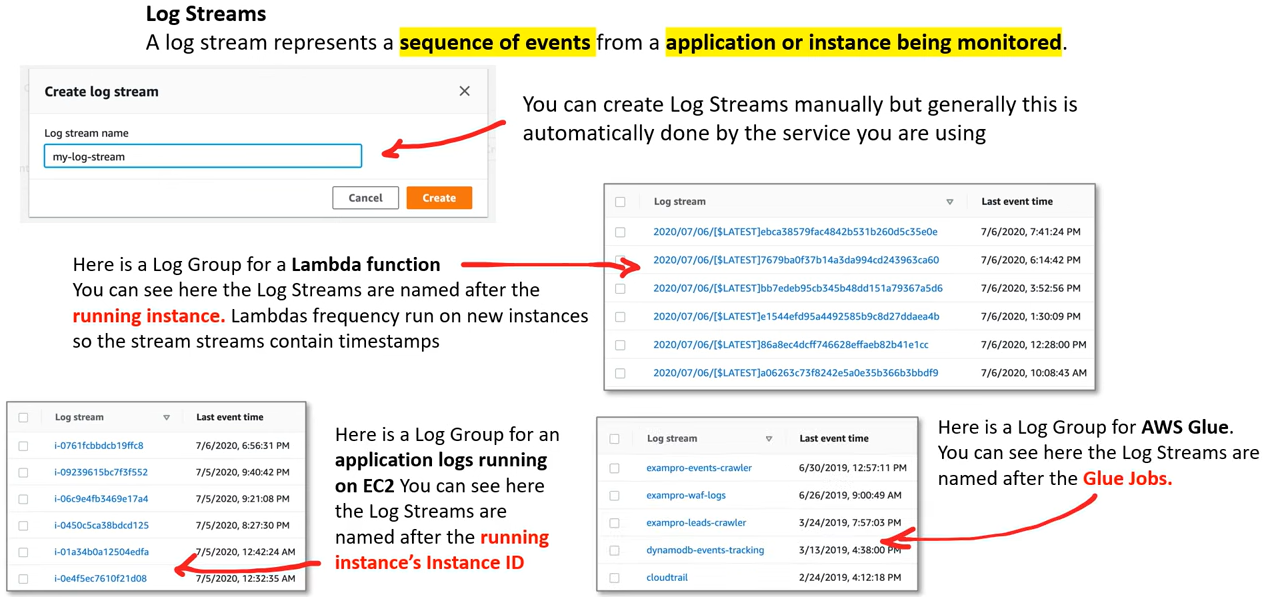 Log Streams
A log stream represents a sequence of events from a application or instance being monitored.
Create log stream
Log stream name
my-log-stream
Cancel
Create
You can create Log Streams manually but generally this is
automatically done by the service you are using
Log stream
Last event time
2020/07/06/[$LATEST]ebca38579fac4842b531b260d5c35e0e
7/6/2020, 7:41:24 PM
2020/07/06/[$LATEST]7679ba0f37b14a3da994cd243963ca60
7/6/2020, 6:14:42 PM
2020/07/06/[$LATEST]bb7edeb95cb345b48dd151a79367a5d6
7/6/2020, 3:52:56 PM
2020/07/06/[$LATEST]e1544efd95a4492585b9c8d27ddaea4b
7/6/2020, 1:30:09 PM
2020/07/06/[$LATEST]86a8ec4dcff746628effaeb82b41e1cc
7/6/2020, 12:28:00 PM
2020/07/06/[$LATEST]a06263c73f8242e5a0e35b366b3bbdf9
7/6/2020, 10:08:43 AM
Here is a Log Group for a Lambda function
You can see here the Log Streams are named after the
running instance. Lambdas frequency run on new instances
so the stream streams contain timestamps
Log stream
Last event time
i-0761fcbbdcb19ffc8
7/6/2020, 6:56:31 PM
i-09239615bc7f3f552
7/5/2020, 9:40:42 PM
i-06c9e4fb3469e17a4
7/5/2020, 9:21:08 PM
i-0450c5ca38bdcd125
7/5/2020, 8:27:30 PM
i-01a34b0a12504edfa
7/5/2020, 12:42:24 AM
i-0e4f5ec7610f21d08
7/5/2020, 12:32:35 AM
Here is a Log Group for an
application logs running
on EC2 You can see here
the Log Streams are
named after the running
instance's Instance ID
Log stream
Last event time
exampro-events-crawler
6/30/2019, 12:57:11 PM
exampro-waf-logs
6/26/2019, 9:00:49 AM
exampro-leads-crawler
3/24/2019, 7:57:03 PM
dynamodb-events-tracking
3/13/2019, 4:38:00 PM
cloudtrail
2/24/2019, 4:12:18 PM
Here is a Log Group for AWS Glue.
You can see here the Log Streams are
named after the Glue Jobs.